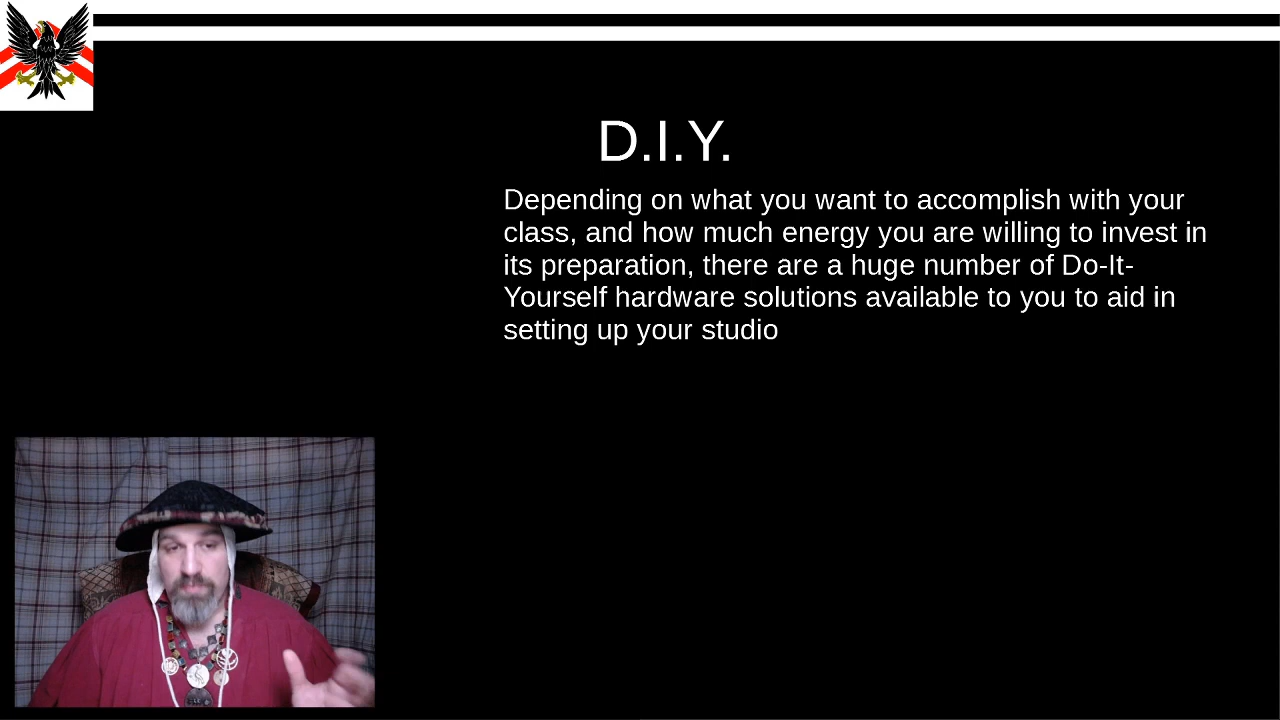 D.I.Y.
Depending on what you want to accomplish with your
class, and how much energy you are willing to invest in
its preparation, there are a huge number of Do-It-
Yourself hardware solutions available to you to aid in
setting up your studio